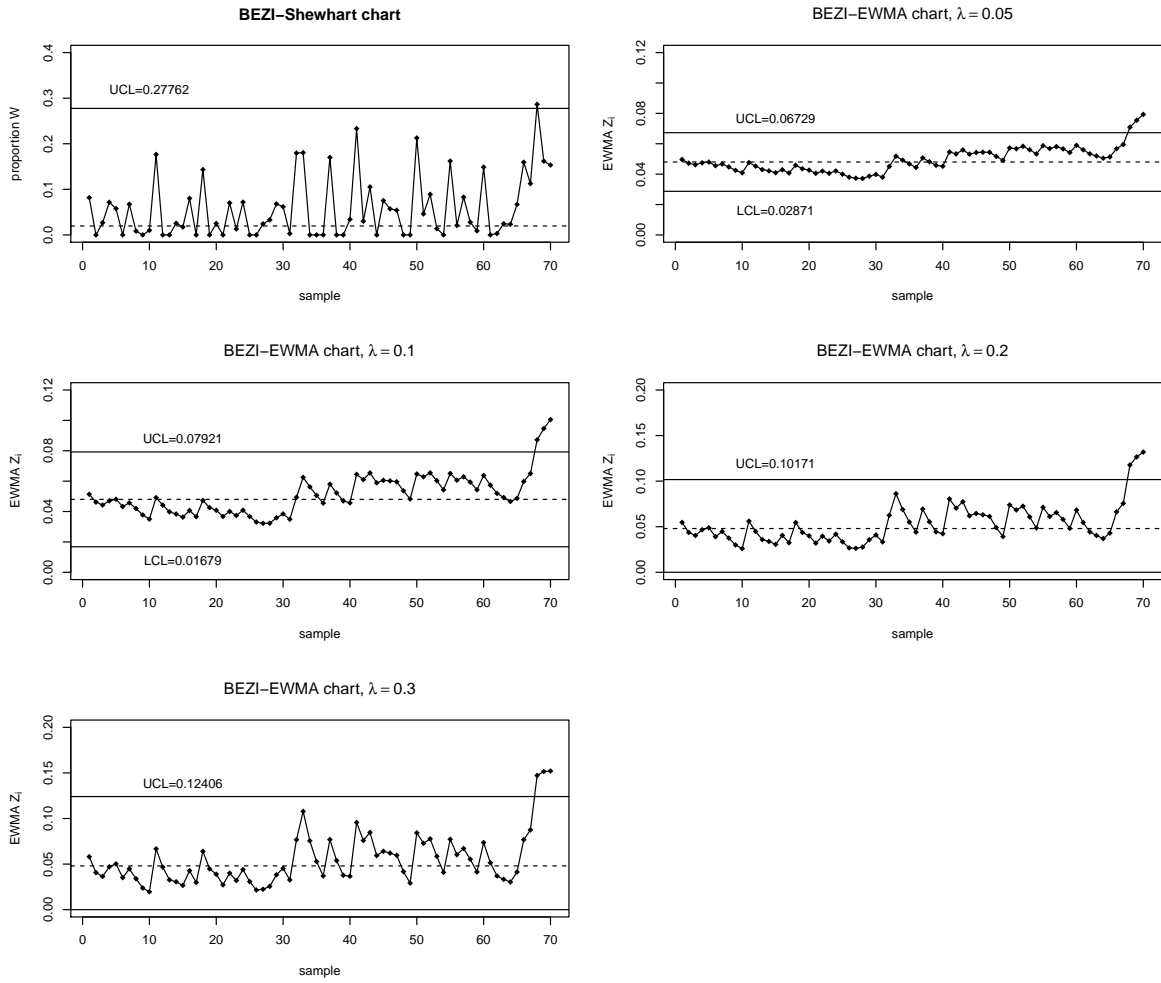 BEZI−Shewhart chart
0.4
0.3
0.2
0.1
0.0
proportion W
UCL=0.27762
0 10 20 30 40 50 60 70
sample
BEZI−EWMA chart, λ = 0.05
0.12
0.08
0.04
0.00
EWMA Zi
UCL=0.06729
LCL=0.02871
0 10 20 30 40 50 60 70
sample
BEZI−EWMA chart, λ = 0.1
0.12
0.08
0.04
0.00
EWMA Zi
UCL=0.07921
LCL=0.01679
0 10 20 30 40 50 60 70
sample
BEZI−EWMA chart, λ = 0.2
0.20
0.15
0.10
0.05
0.00
EWMA Zi
UCL=0.10171
0 10 20 30 40 50 60 70
sample
BEZI−EWMA chart, λ = 0.3
0.20
0.15
0.10
0.05
0.00
EWMA Zi
UCL=0.12406
0 10 20 30 40 50 60 70
sample